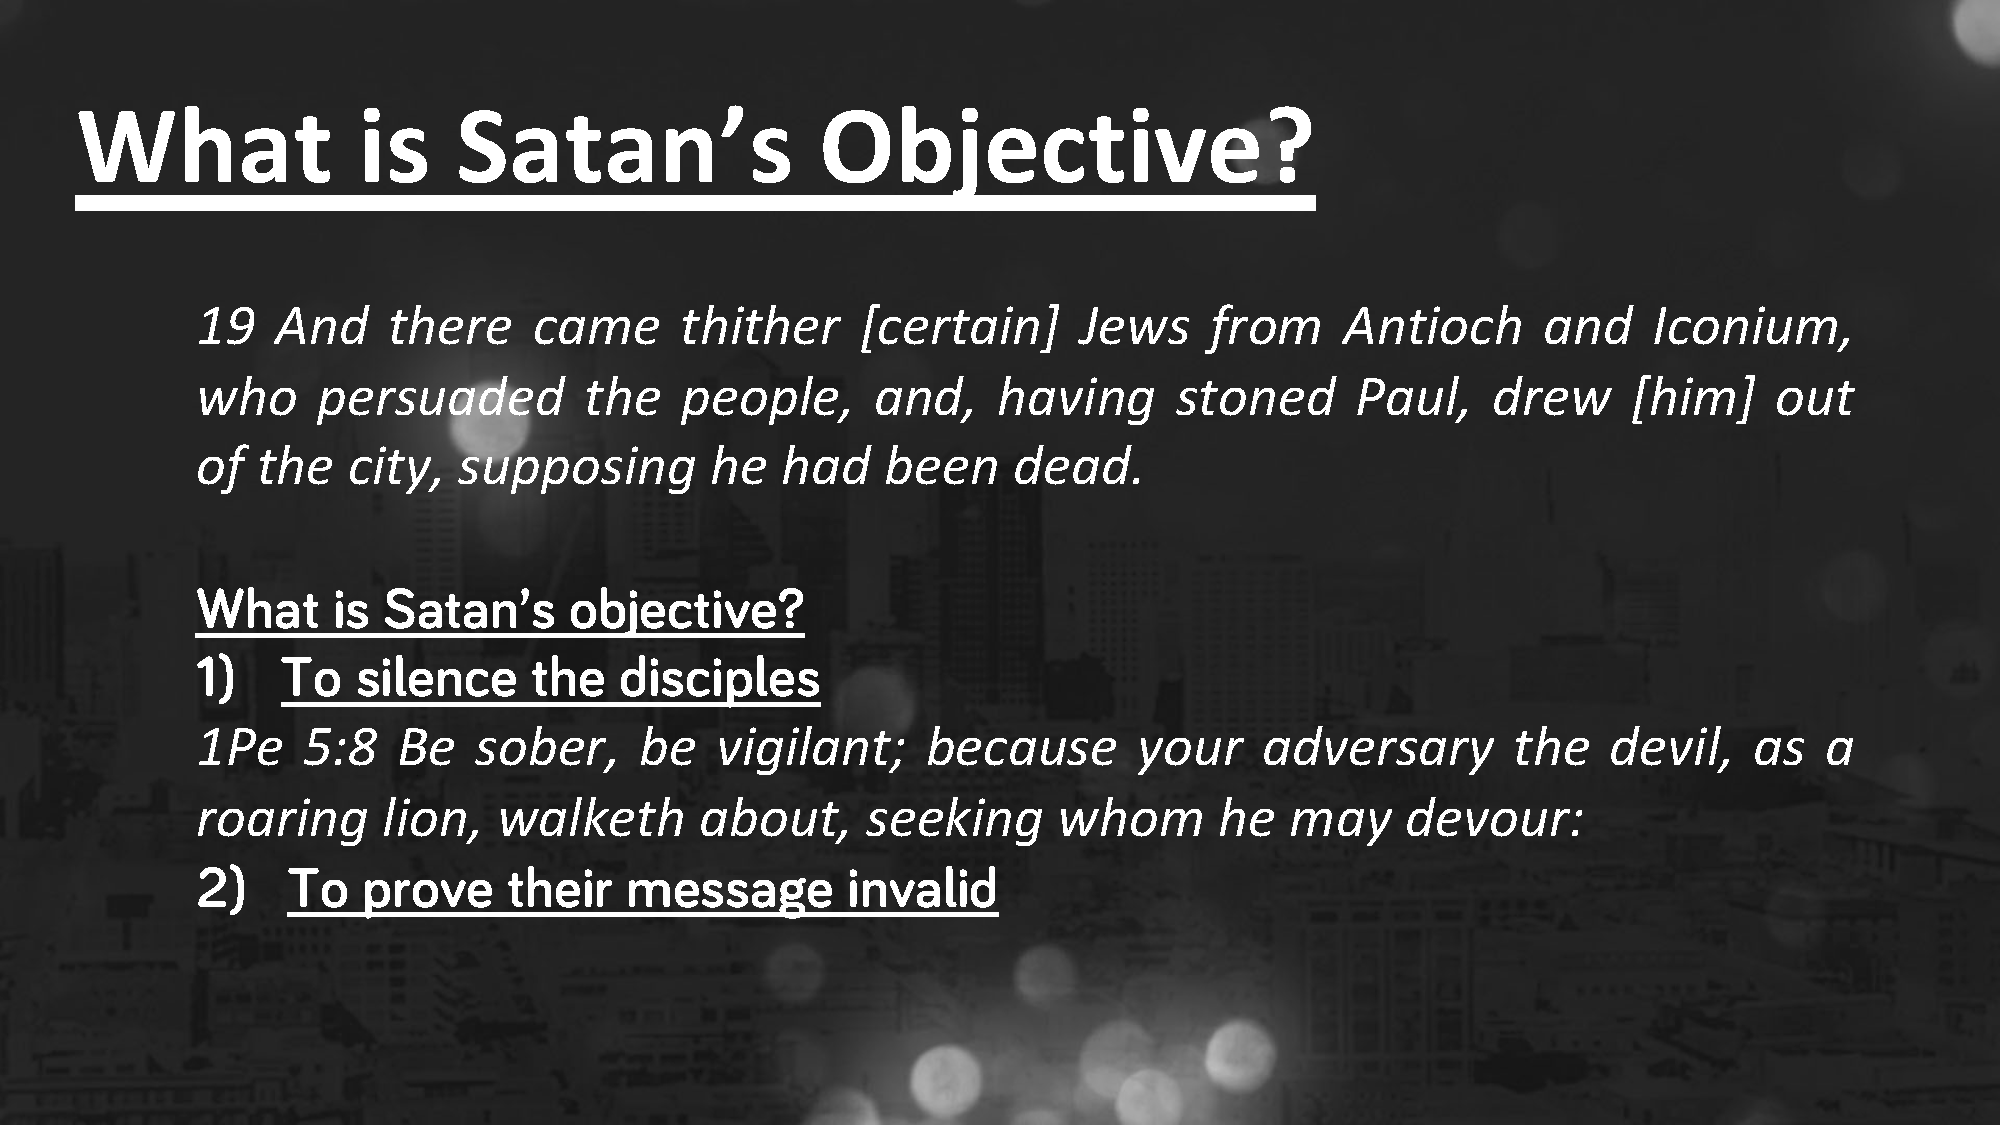 What is Satan’s Objective?
19 And there came thither [certain] Jews from Antioch and Iconium,
who persuaded the people, and, having stoned Paul, drew [him] out
of the city, supposing he had been dead.
What is Satan’s objective?
1) To silence the disciples
1Pe 5:8 Be sober, be vigilant; because your adversary the devil, as a
roaring lion, walketh about, seeking whom he may devour:
2) To prove their message invalid